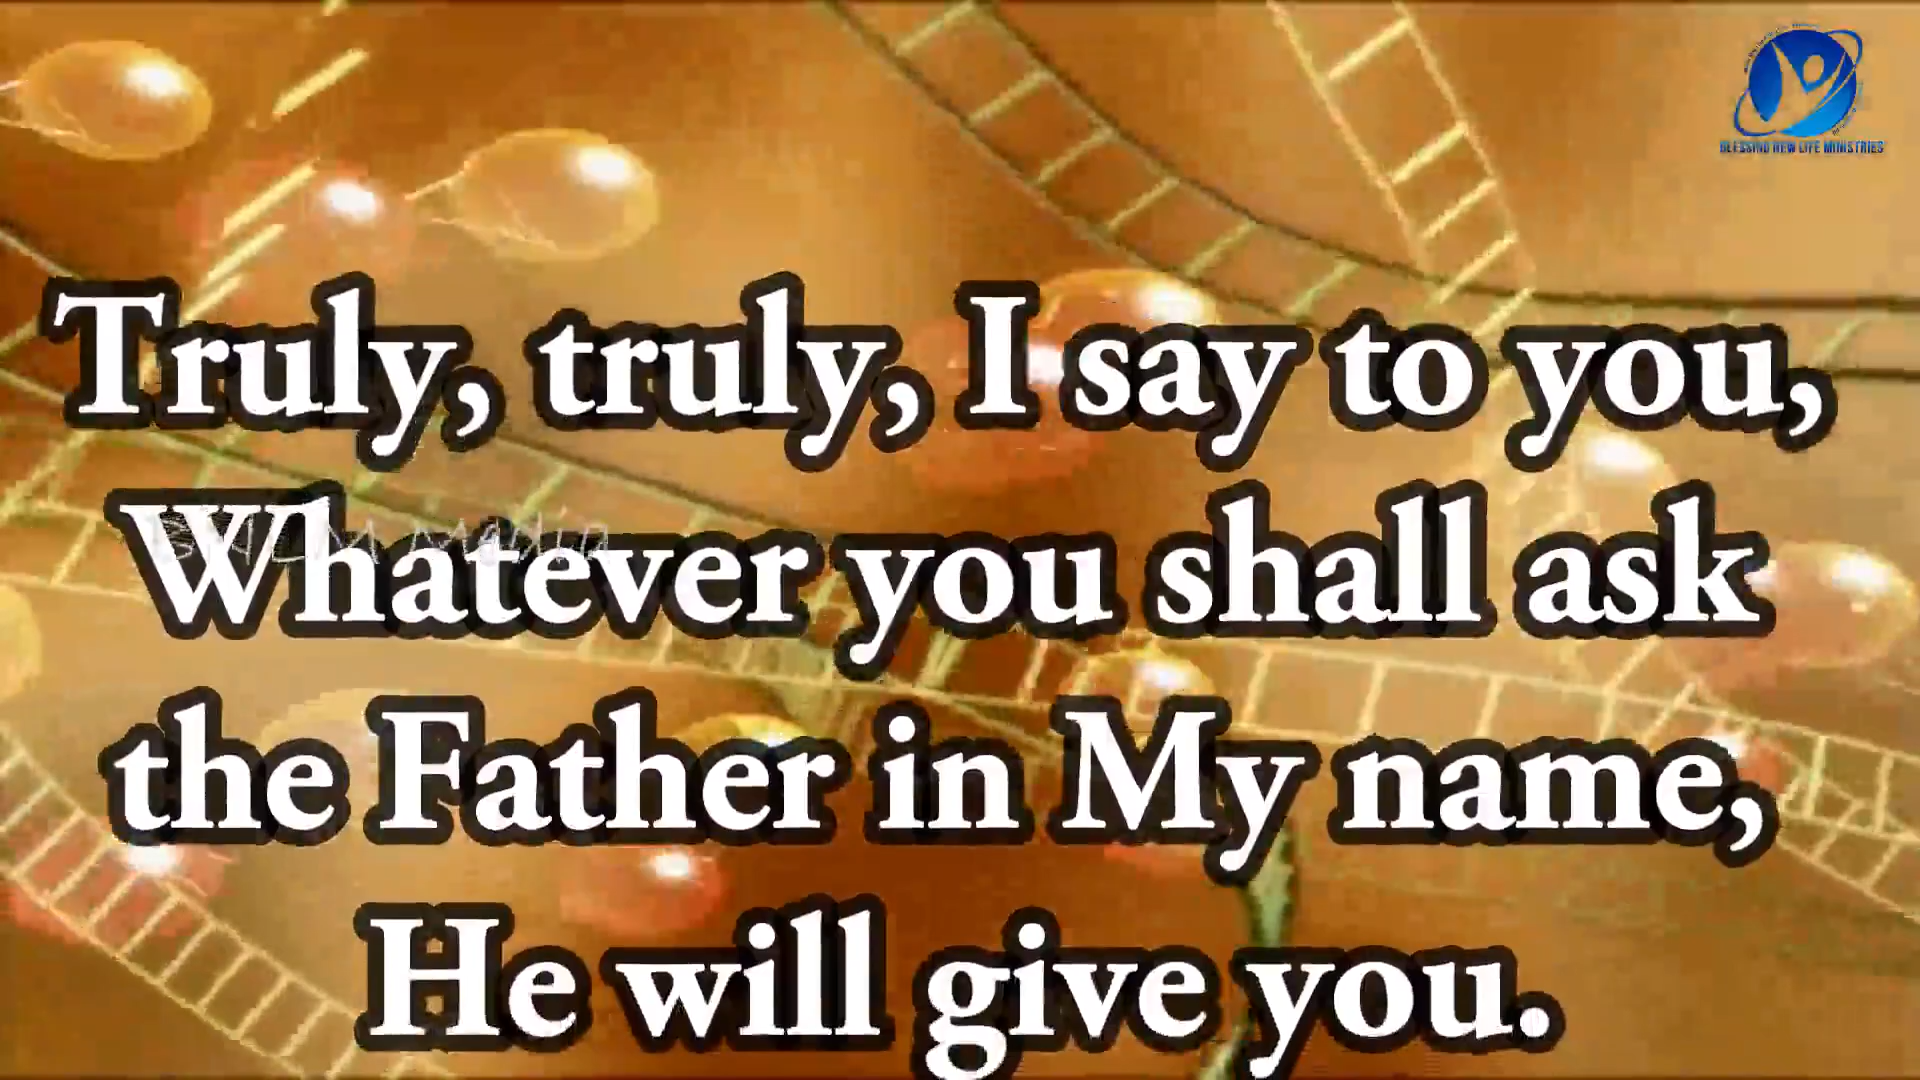 BLESSING NEW LIFE MINISTRIES
Truly, truly, I say to you,
Whatever you shall ask
the Father in My name,
He will give you.